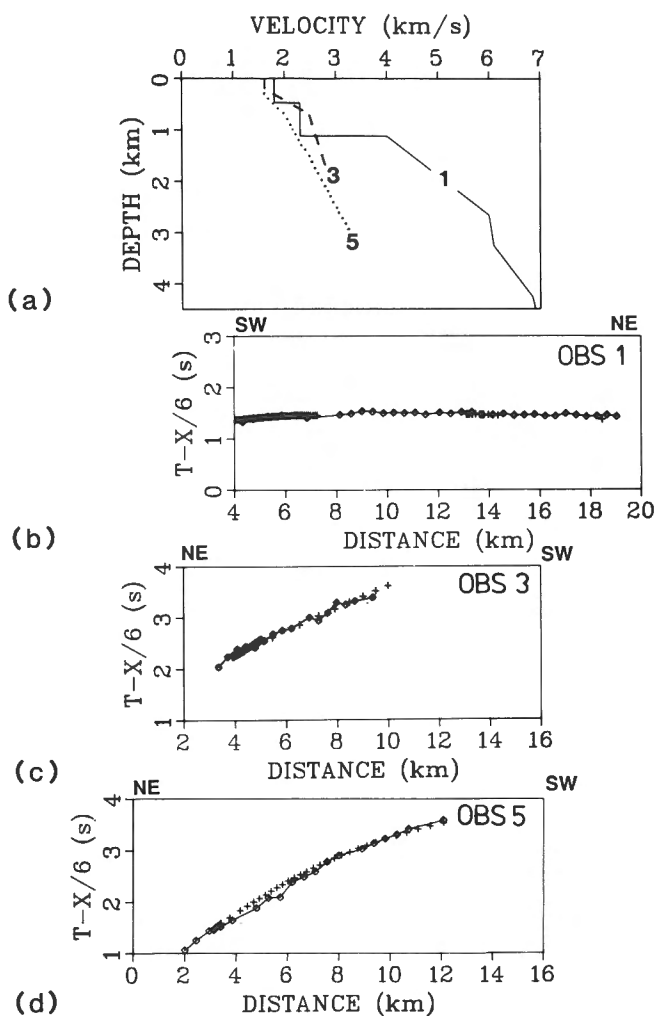 VELOCITY (km/s)
0 1 2 3 4 5 6 7
0
1
2
3
4
DEPTH (km)
3
1
5
(a)
SW NE
OBS 1
3
2
1
0
T-X/6 (s)
4 6 8 10 12 14 16 18 20
DISTANCE (km)
(b)
NE SW
OBS 3
4
3
2
1
T-X/6 (s)
2 4 6 8 10 12 14 16
DISTANCE (km)
(c)
NE SW
OBS 5
4
3
2
1
T-X/6 (s)
0 2 4 6 8 10 12 14 16
DISTANCE (km)
(d)